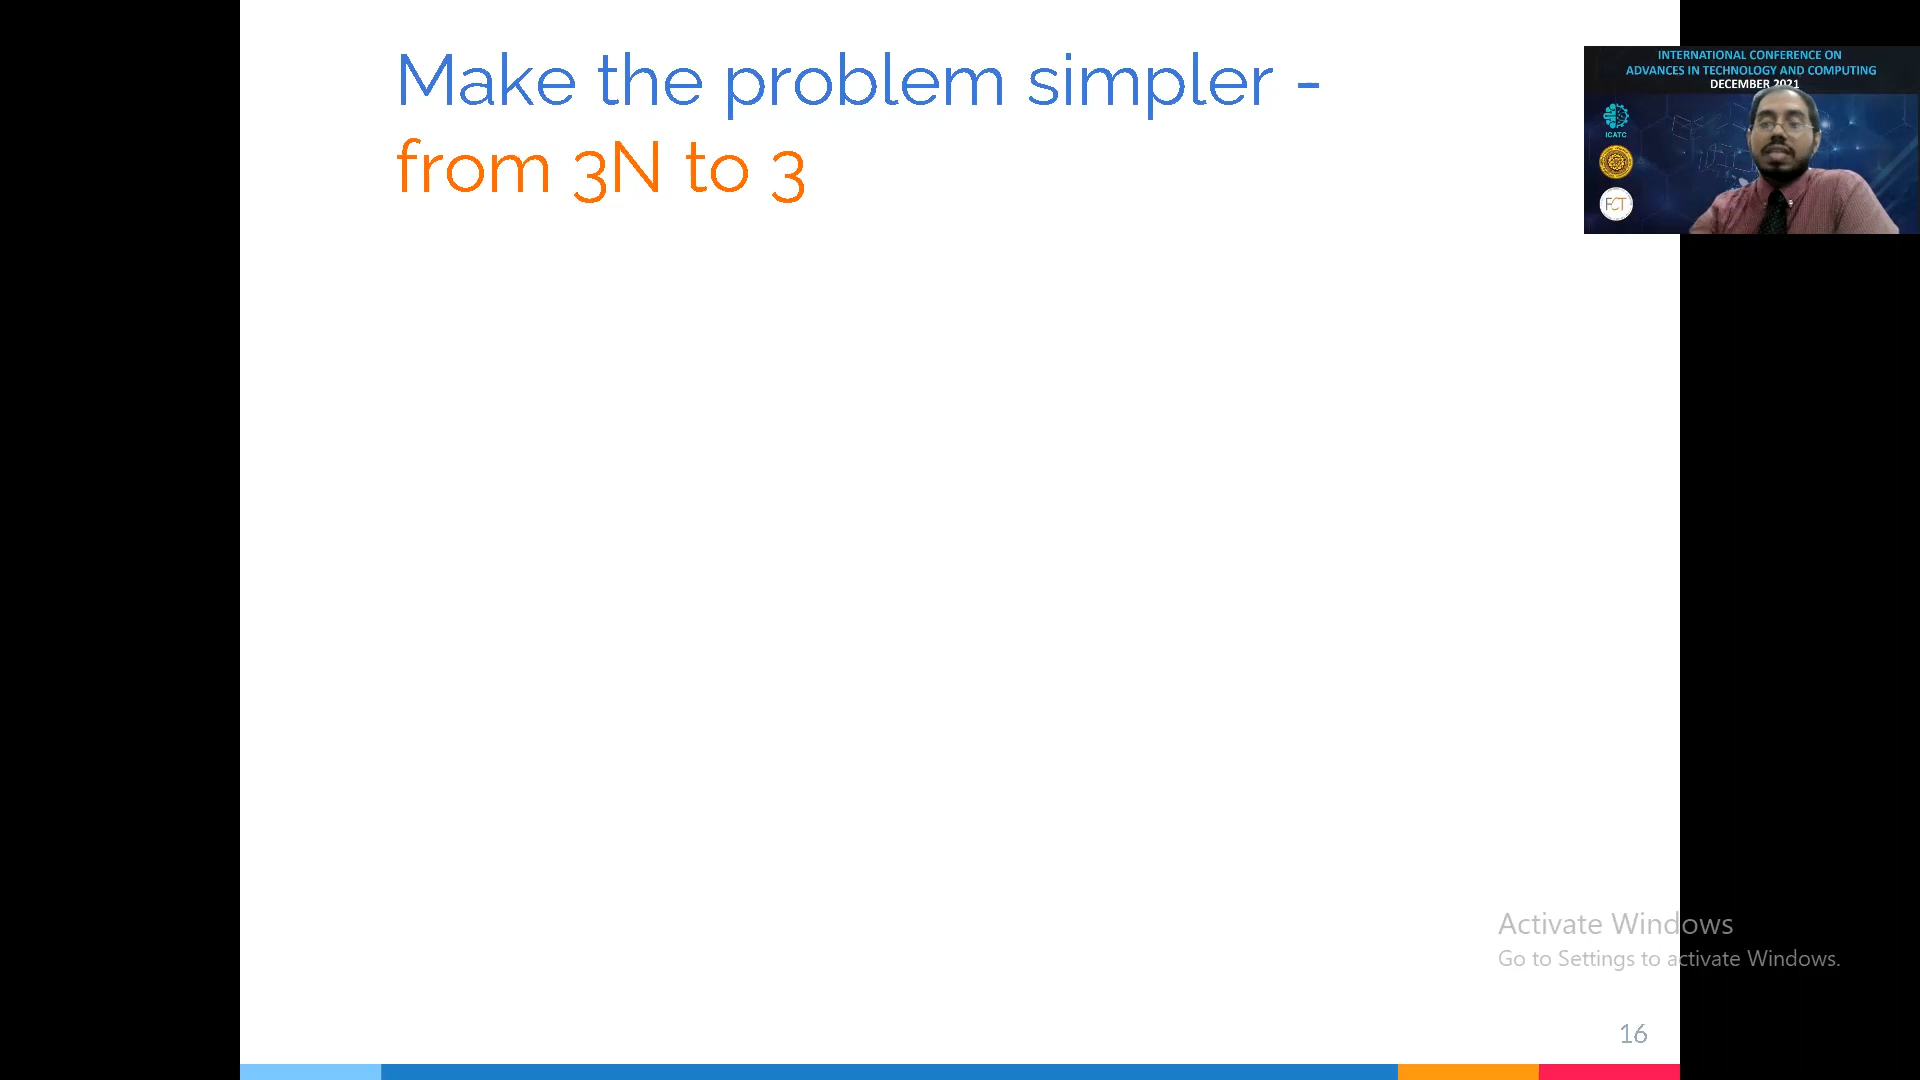 Make the problem simpler -
from 3N to 3
INTERNATIONAL CONFERENCE ON
ADVANCES IN TECHNOLOGY AND COMPUTING
DECEMBER 2021
ICATC
FCT
Activate Windows
Go to Settings to activate Windows.
16